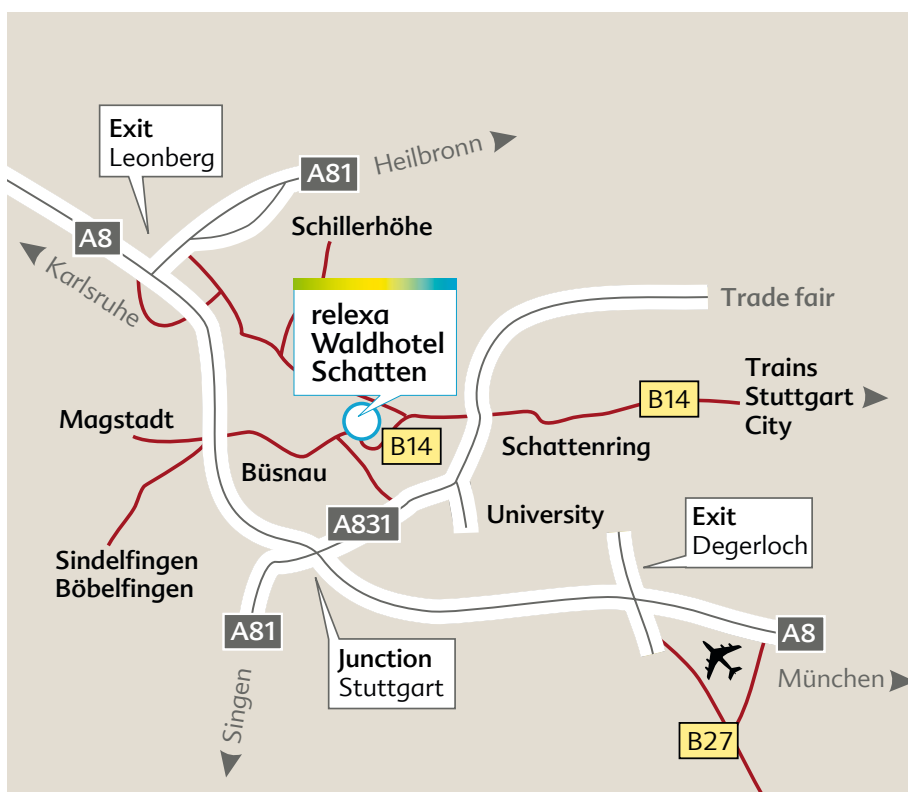 Exit
Leonberg
A81
Heilbronn
A8
Schillerhöhe
Karlsruhe
relexa
Waldhotel
Schatten
Trade fair
Trains
Stuttgart
City
B14
Magstadt
B14
Schattenring
Büsnau
A831
University
Exit
Degerloch
Sindelfingen
Böbelfingen
A81
A8
Junction
Stuttgart
Singen
München
B27